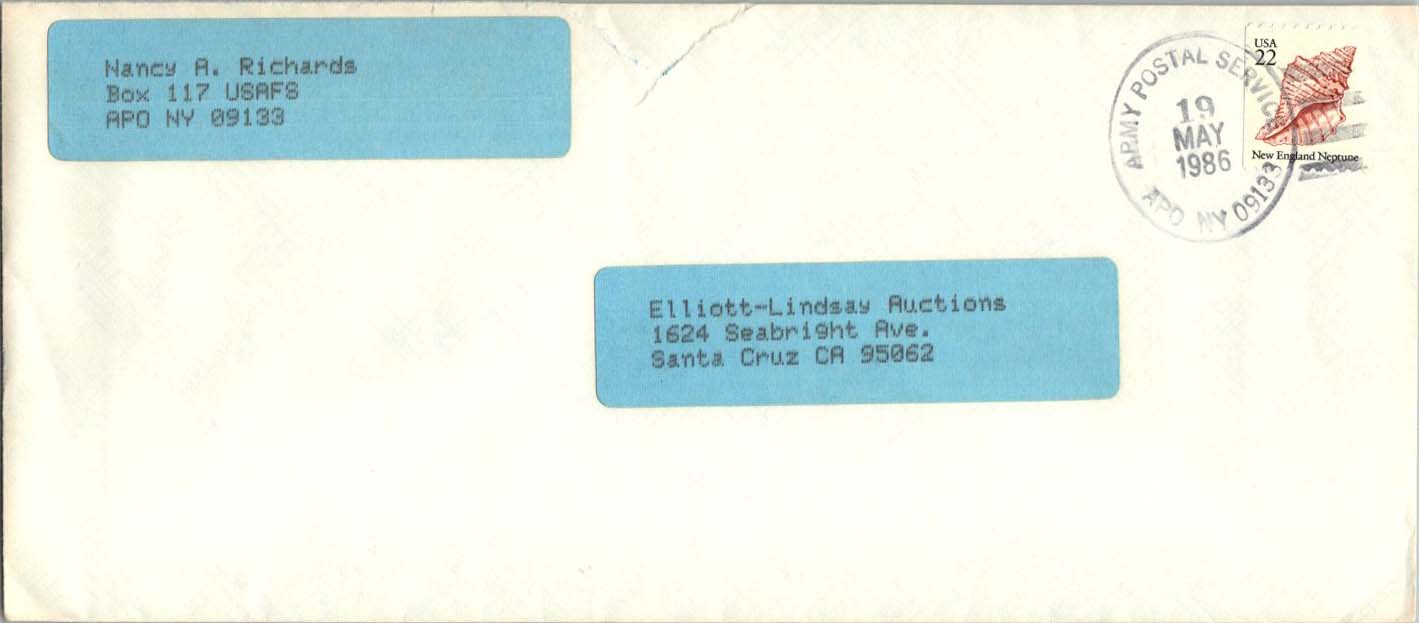 Nancy A. Richards
Box 117 USAFS
APO NY 09133
ARMY POSTAL SERVICE
19
MAY
1986
APO NY 09133
USA
22
New England Neptune
Elliott-Lindsay Auctions
1624 Seabright Ave.
Santa Cruz CA 95062